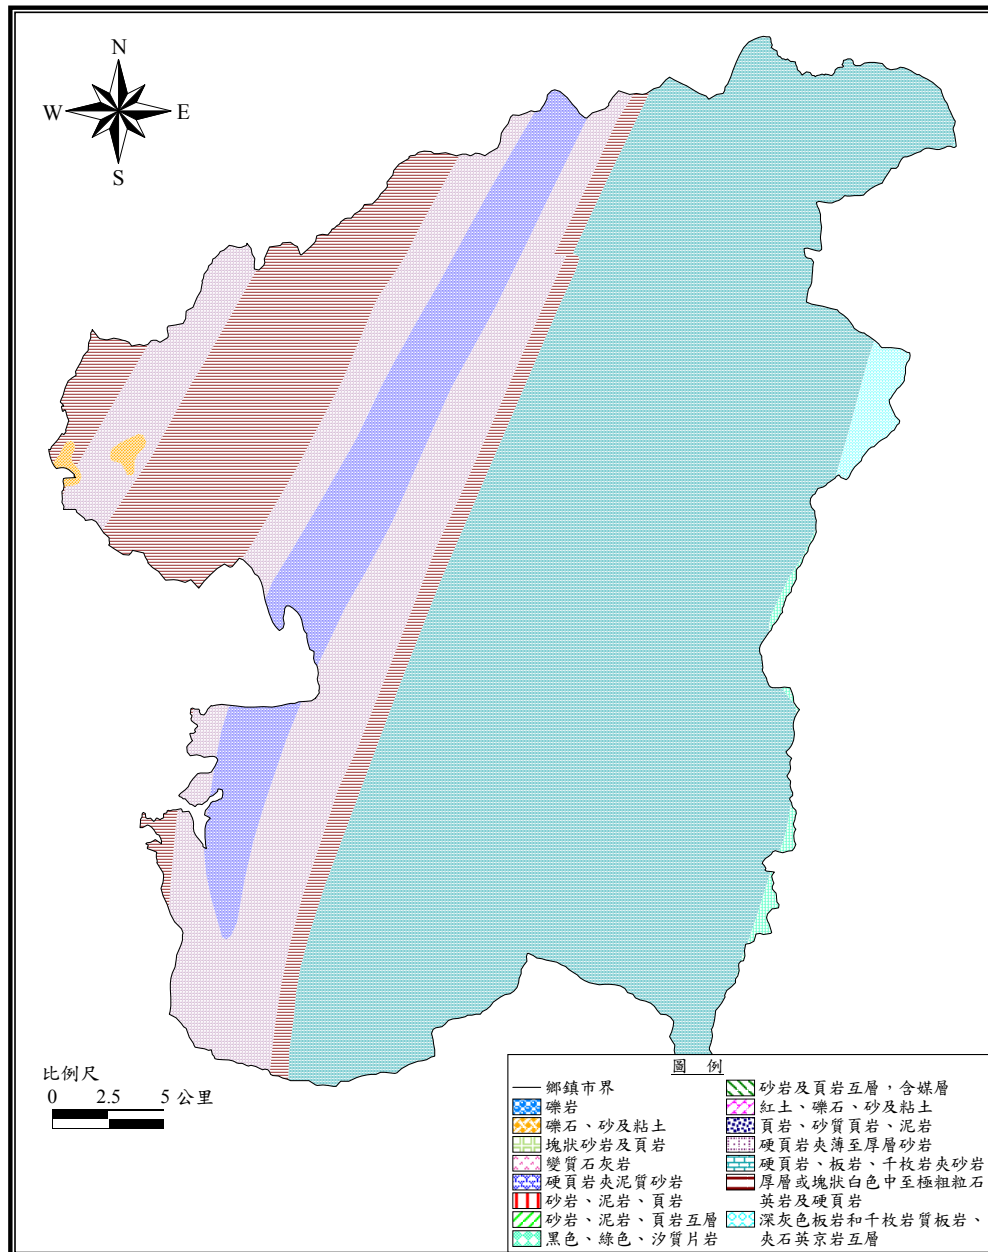 N
W E
S
比例尺
0 2.5 5 公里
圖 例
鄉鎮市界
礫岩
礫石、砂及粘土
塊狀砂岩及頁岩
變質石灰岩
硬頁岩夾泥質砂岩
砂岩、泥岩、頁岩
砂岩、泥岩、頁岩互層
黑色、綠色、矽質片岩
砂岩及頁岩互層，含煤層
紅土、礫石、砂及粘土
頁岩、砂質頁岩、泥岩
硬頁岩夾薄至厚層砂岩
硬頁岩、板岩、千枚岩夾砂岩
厚層或塊狀白色中至極粗粒石
英岩及硬頁岩
深灰色板岩和千枚岩質板岩、
夾石英京岩互層